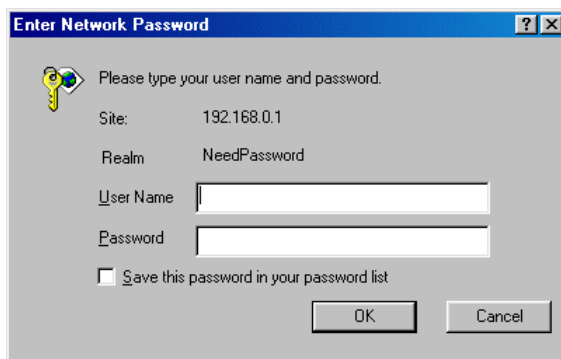 Enter Network Password
Please type your user name and password.
Site: 192.168.0.1
Realm NeedPassword
User Name
Password
Save this password in your password list
OK Cancel